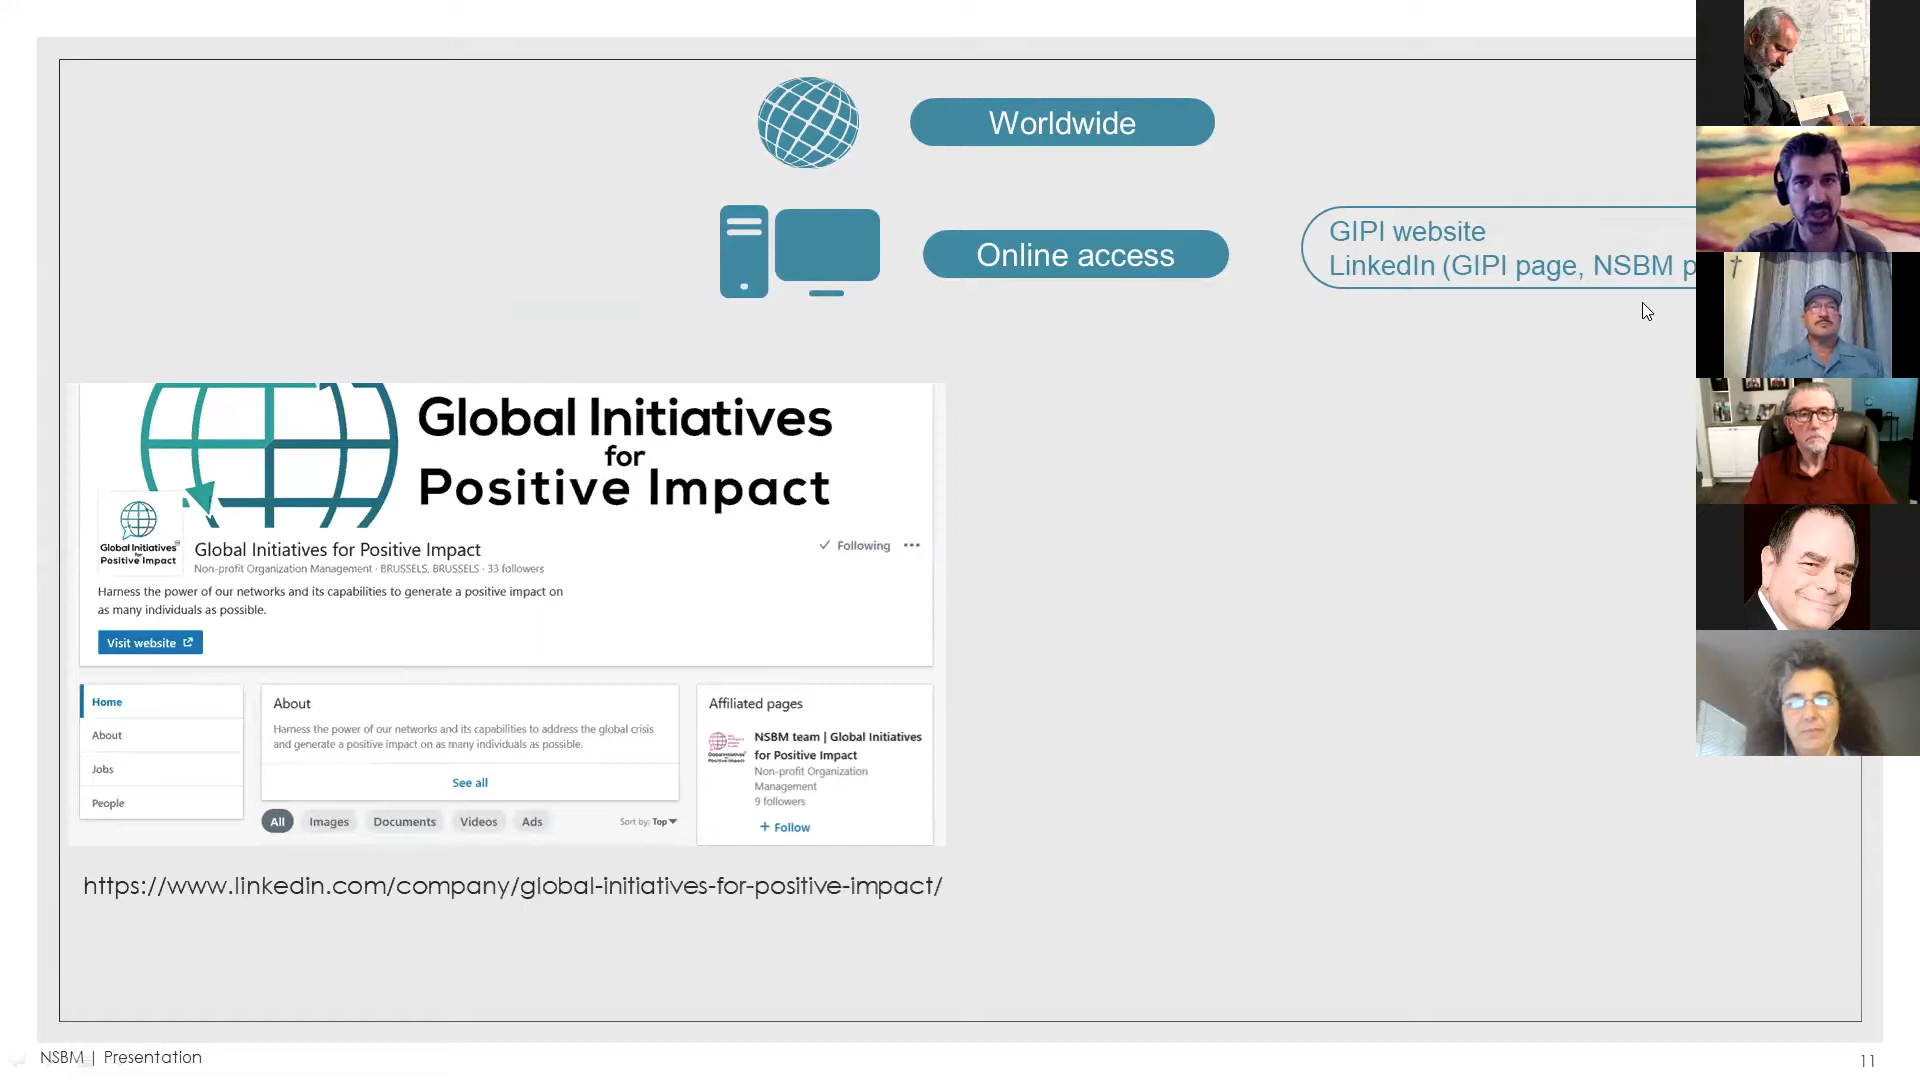 Worldwide
Online access
GIPI website
LinkedIn (GIPI page, NSBM p
Global Initiatives
for
Positive Impact
Global Initiatives
for
Positive Impact
Global Initiatives for Positive Impact
Non-profit Organization Management · BRUSSELS, BRUSSELS · 33 followers
Following
Harness the power of our networks and its capabilities to generate a positive impact on
as many individuals as possible.
Visit website
Home
About
Jobs
People
About
Harness the power of our networks and its capabilities to address the global crisis
and generate a positive impact on as many individuals as possible.
See all
All Images Documents Videos Ads
Sort by: Top
Affiliated pages
NSBM team | Global Initiatives
for Positive Impact
Non-profit Organization
Management
9 followers
+ Follow
https://www.linkedin.com/company/global-initiatives-for-positive-impact/
NSBM | Presentation
11